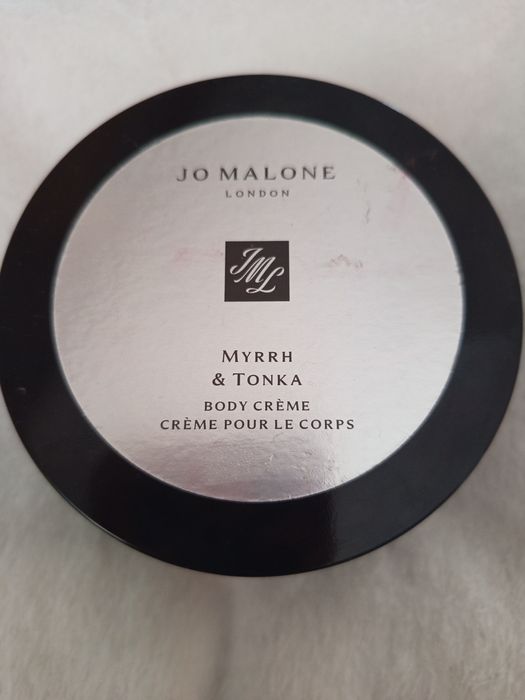 JO MALONE
LONDON
JML
MYRRH
& TONKA
BODY CRÈME
CRÈME POUR LE CORPS